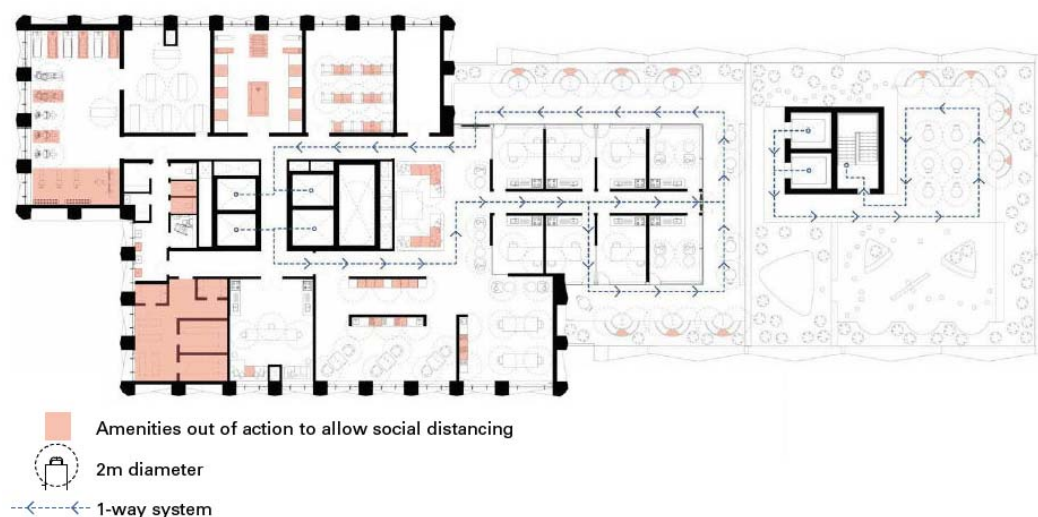 Amenities out of action to allow social distancing
2m diameter
1-way system